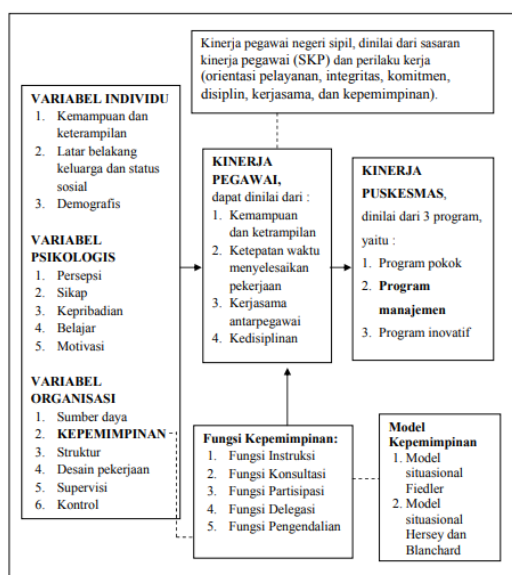 Kinerja pegawai negeri sipil, dinilai dari sasaran
kinerja pegawai (SKP) dan perilaku kerja
(orientasi pelayanan, integritas, komitmen,
disiplin, kerjasama, dan kepemimpinan).
VARIABEL INDIVIDU
1. Kemampuan dan
keterampilan
2. Latar belakang
keluarga dan status
sosial
3. Demografis
VARIABEL
PSIKOLOGIS
1. Persepsi
2. Sikap
3. Kepribadian
4. Belajar
5. Motivasi
VARIABEL
ORGANISASI
1. Sumber daya
2. KEPEMIMPINAN
3. Struktur
4. Desain pekerjaan
5. Supervisi
6. Kontrol
KINERJA
PEGAWAI,
dapat dinilai dari :
1. Kemampuan
dan ketrampilan
2. Ketepatan waktu
menyelesaikan
pekerjaan
3. Kerjasama
antarpegawai
4. Kedisiplinan
KINERJA
PUSKESMAS,
dinilai dari 3 program,
yaitu :
1. Program pokok
2. Program
manajemen
3. Program inovatif
Fungsi Kepemimpinan:
1. Fungsi Instruksi
2. Fungsi Konsultasi
3. Fungsi Partisipasi
4. Fungsi Delegasi
5. Fungsi Pengendalian
Model
Kepemimpinan
1. Model
situasional
Fiedler
2. Model
situasional
Hersey dan
Blanchard